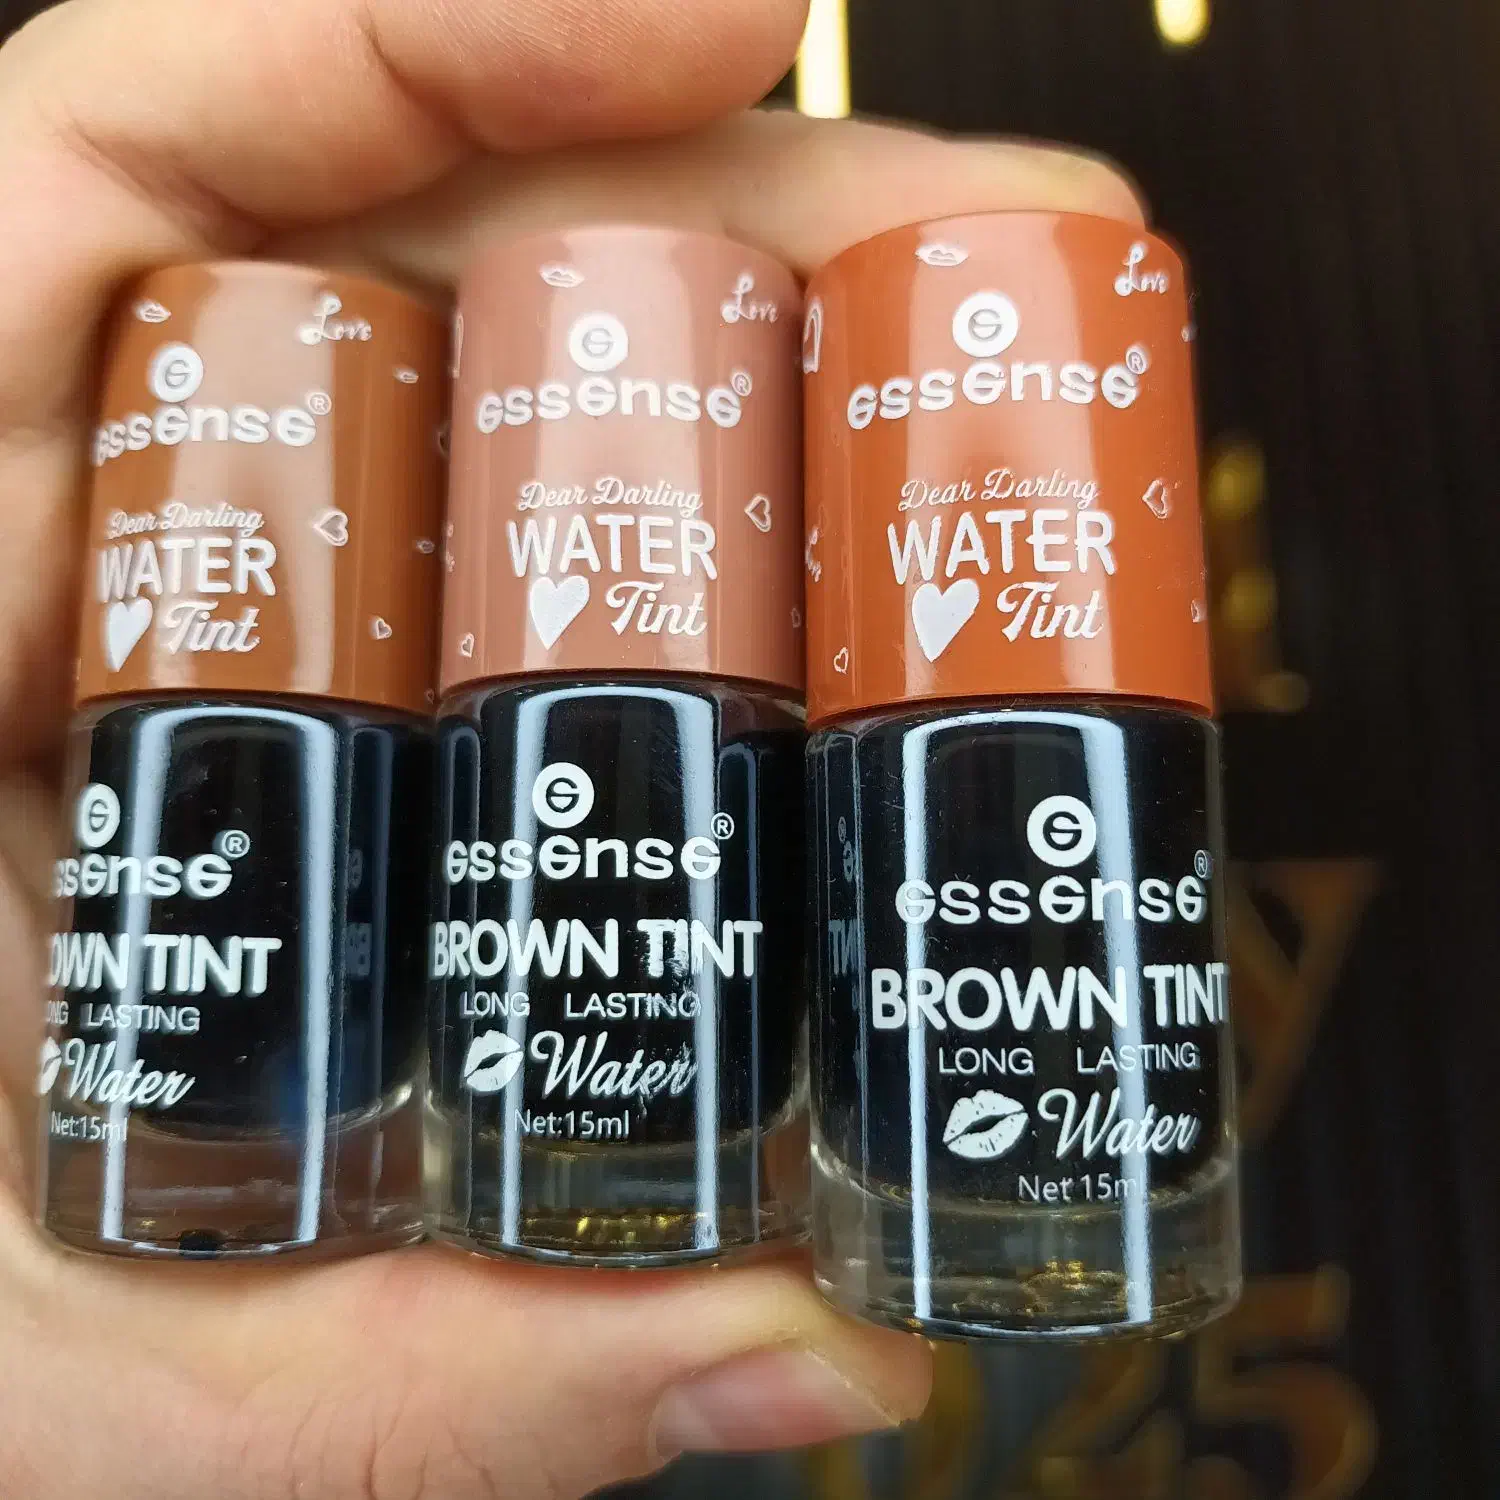 Love
essense®
Dear Darling
WATER
Tint
essense®
OWN TINT
LASTING
Water
Net:15ml
Love
essense®
Dear Darling
WATER
Tint
essense®
BROWN TINT
LONG LASTING
Water
Net:15ml
Love
essense®
Dear Darling
WATER
Tint
essense®
BROWN TINT
LONG LASTING
Water
Net:15m